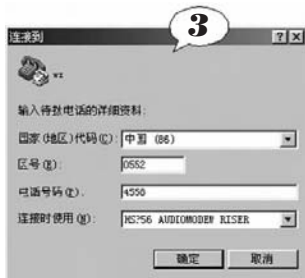 3
连接到
YZ
输入待拨电话的详细资料:
国家(地区)代码(C): 中国 (86)
区号(E): 0552
电话号码(P): 4550
连接时使用(N): HSP56 AUDIOMODEM RISER
确定 取消